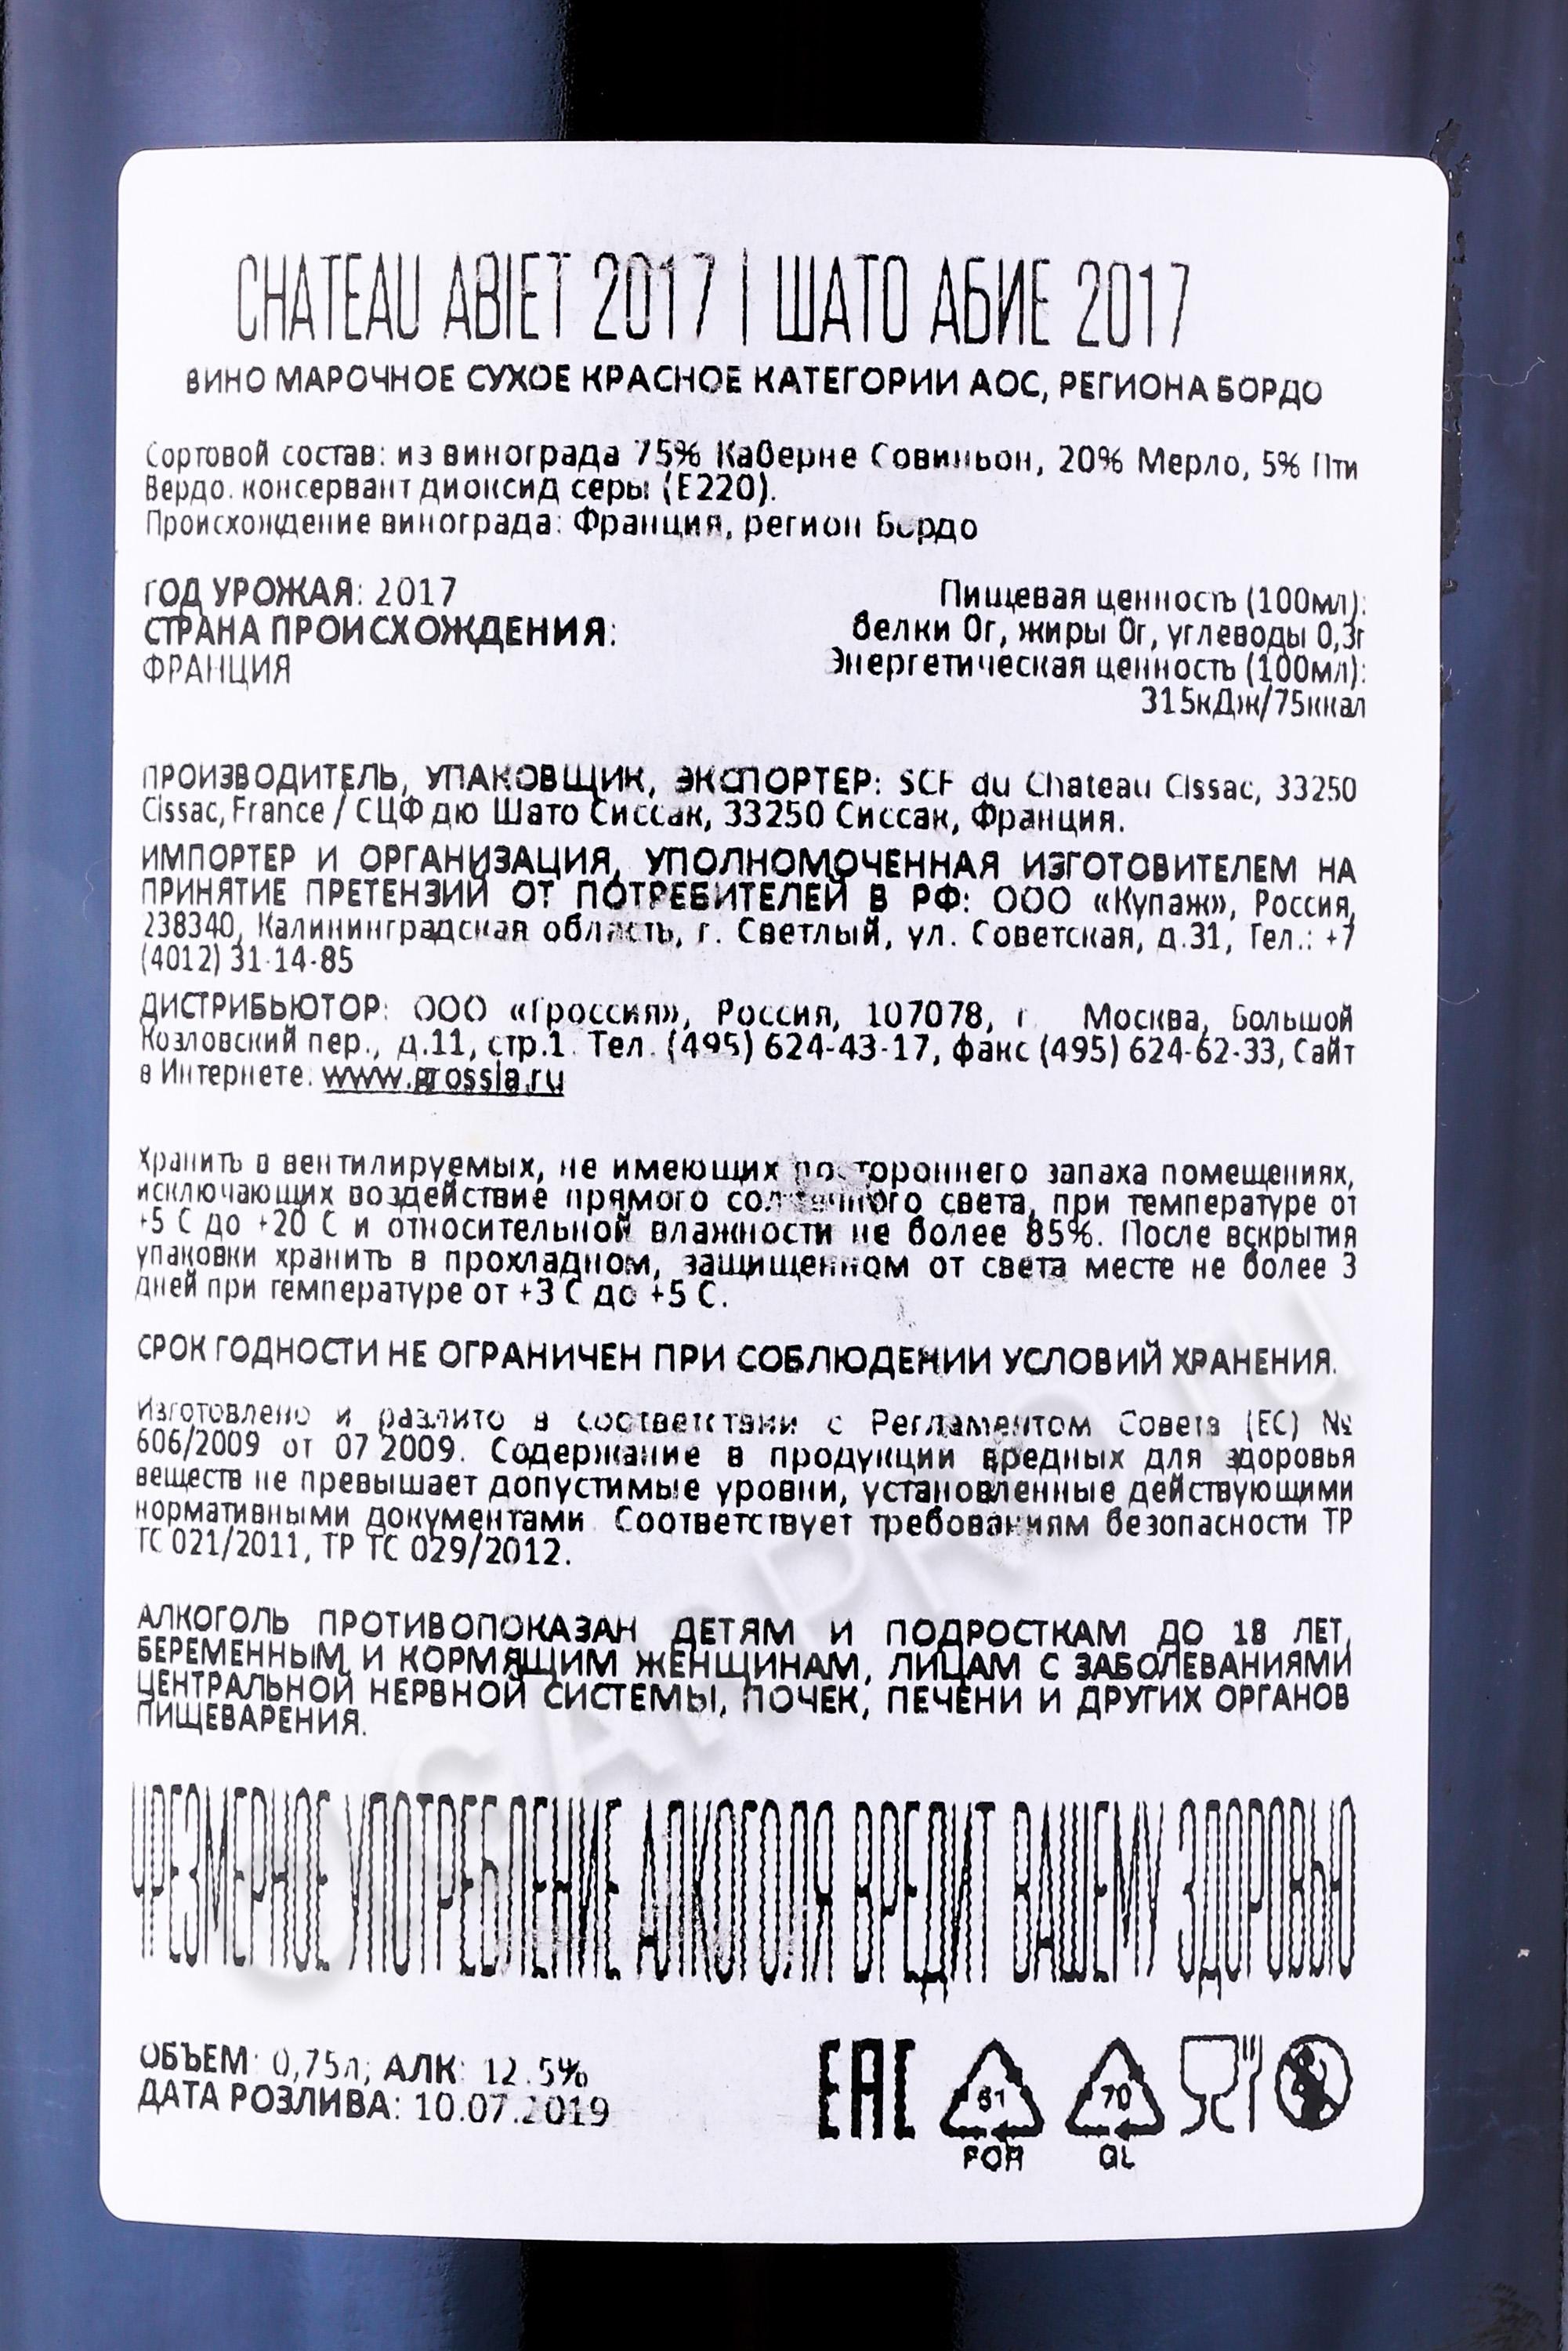 CHATEAU ABIET 2017 | ШАТО АБИЕ 2017
ВИНО МАРОЧНОЕ СУХОЕ КРАСНОЕ КАТЕГОРИИ АОС, РЕГИОНА БОРДО
Сортовой состав: из винограда 75% Каберне Совиньон, 20% Мерло, 5% Пти
Вердо. консервант диоксид серы (Е220).
Происхождение винограда: Франция, регион Бордо
ГОД УРОЖАЯ: 2017
СТРАНА ПРОИСХОЖДЕНИЯ:
ФРАНЦИЯ
Пищевая ценность (100мл):
белки 0г, жиры 0г, углеводы 0,3г
Энергетическая ценность (100мл):
315кДж/75ккал
ПРОИЗВОДИТЕЛЬ, УПАКОВЩИК, ЭКСПОРТЕР: SCF du Chateau Cissac, 33250
Cissac, France / СЦФ дю Шато Сиссак, 33250 Сиссак, Франция.
ИМПОРТЕР И ОРГАНИЗАЦИЯ, УПОЛНОМОЧЕННАЯ ИЗГОТОВИТЕЛЕМ НА
ПРИНЯТИЕ ПРЕТЕНЗИЙ ОТ ПОТРЕБИТЕЛЕЙ В РФ: ООО «Купаж», Россия,
238340, Калининградская область, г. Светлый, ул. Советская, д.31, Тел.: +7
(4012) 31-14-85
ДИСТРИБЬЮТОР: ООО «Гроссия», Россия, 107078, г. Москва, Большой
Козловский пер., д.11, стр.1. Тел. (495) 624-43-17, факс (495) 624-62-33, Сайт
в Интернете: www.grossia.ru
Хранить в вентилируемых, не имеющих постороннего запаха помещениях,
исключающих воздействие прямого солнечного света, при температуре от
+5 С до +20 С и относительной влажности не более 85%. После вскрытия
упаковки хранить в прохладном, защищенном от света месте не более 3
дней при температуре от +3 С до +5 С.
СРОК ГОДНОСТИ НЕ ОГРАНИЧЕН ПРИ СОБЛЮДЕНИИ УСЛОВИЙ ХРАНЕНИЯ.
Изготовлено и разлито в соответствии с Регламентом Совета (ЕС) №
606/2009 от 07 2009. Содержание в продукции вредных для здоровья
веществ не превышает допустимые уровни, установленные действующими
нормативными документами. Соответствует требованиям безопасности ТР
ТС 021/2011, ТР ТС 029/2012.
АЛКОГОЛЬ ПРОТИВОПОКАЗАН ДЕТЯМ И ПОДРОСТКАМ ДО 18 ЛЕТ,
БЕРЕМЕННЫМ И КОРМЯЩИМ ЖЕНЩИНАМ, ЛИЦАМ С ЗАБОЛЕВАНИЯМИ
ЦЕНТРАЛЬНОЙ НЕРВНОЙ СИСТЕМЫ, ПОЧЕК, ПЕЧЕНИ И ДРУГИХ ОРГАНОВ
ПИЩЕВАРЕНИЯ.
ЧРЕЗМЕРНОЕ УПОТРЕБЛЕНИЕ АЛКОГОЛЯ ВРЕДИТ ВАШЕМУ ЗДОРОВЬЮ
ОБЪЕМ: 0,75л; АЛК: 12.5%
ДАТА РОЗЛИВА: 10.07.2019
ЕАС
51
FOR
70
GL